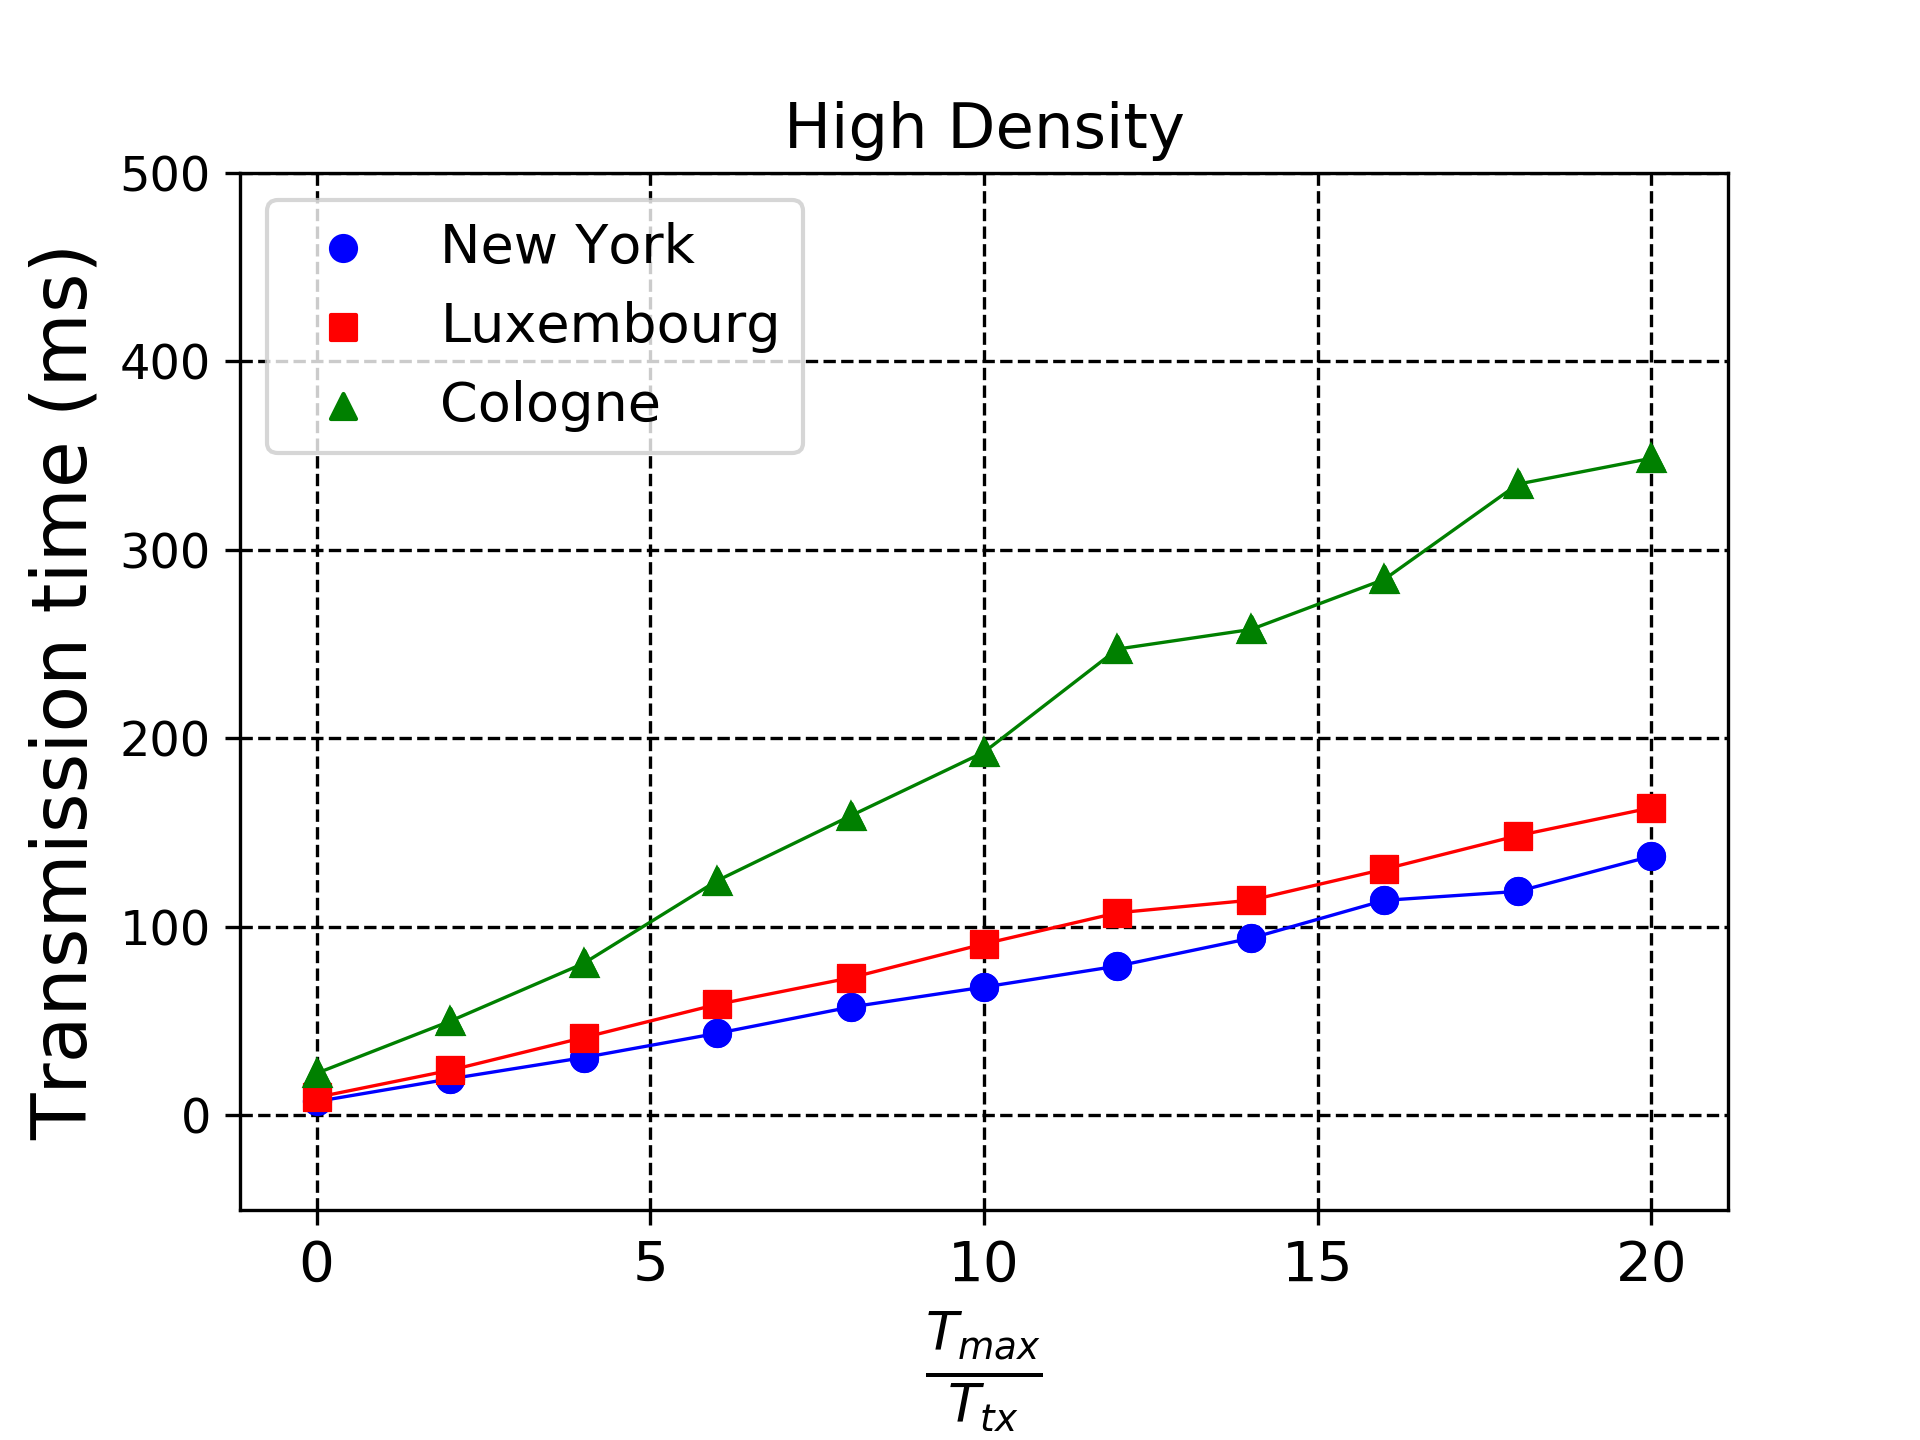 High Density
500
400
300
200
100
0
Transmission time (ms)
New York
Luxembourg
Cologne
0 5 10 15 20
T_max
T_tx